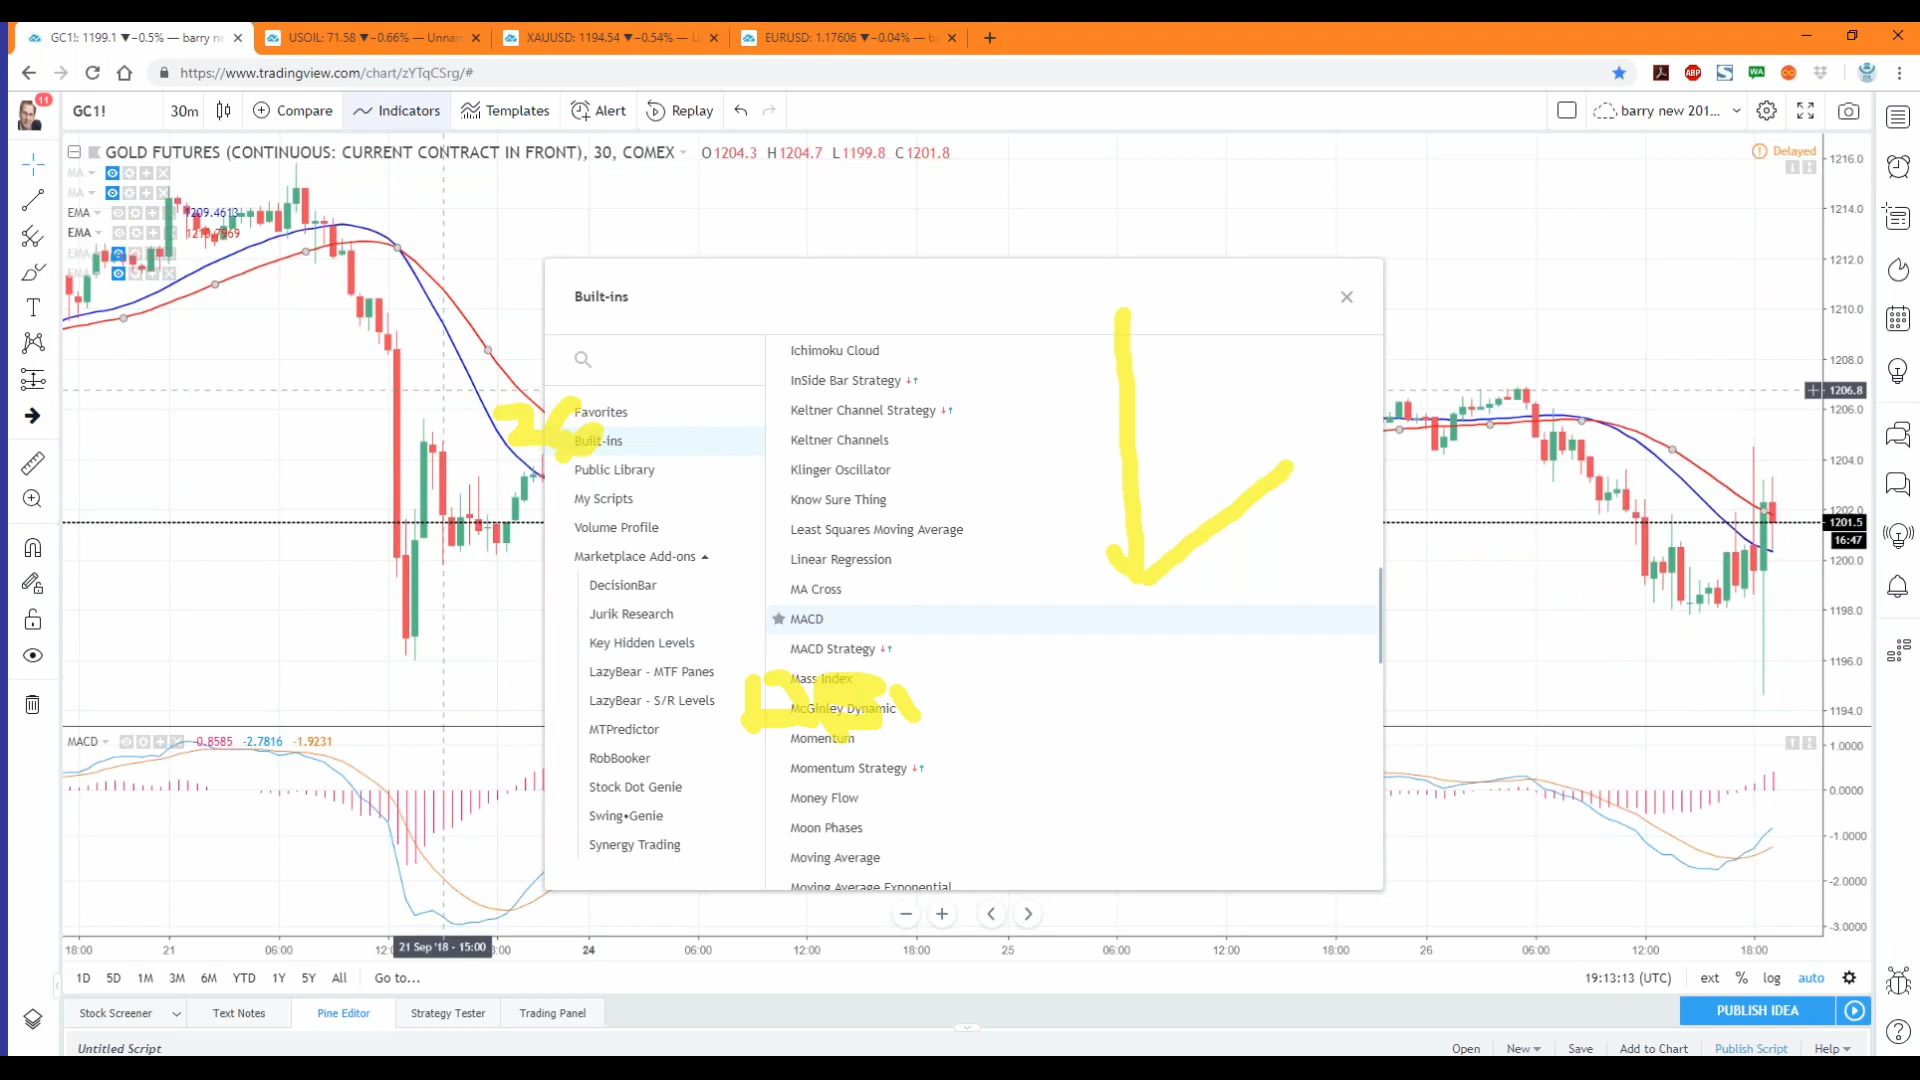 GC1!: 1199.1 ▼−0.5% — barry ne
USOIL: 71.58 ▼−0.66% — Unnam
XAUUSD: 1194.54 ▼−0.54% — U
EURUSD: 1.17606 ▼−0.04% — b
https://www.tradingview.com/chart/zYTqCSrg/#
11
GC1!
30m
Compare
Indicators
Templates
Alert
Replay
barry new 201...
GOLD FUTURES (CONTINUOUS: CURRENT CONTRACT IN FRONT), 30, COMEX
O1204.3 H1204.7 L1199.8 C1201.8
Delayed
MA
MA
EMA 1209.4613
EMA
EMA
EMA
1216.0
1214.0
1212.0
1210.0
1208.0
1206.8
1206.0
1204.0
1202.0
1201.5
16:47
1200.0
1198.0
1196.0
1194.0
Built-ins
Favorites
Built-ins
Public Library
My Scripts
Volume Profile
Marketplace Add-ons
DecisionBar
Jurik Research
Key Hidden Levels
LazyBear - MTF Panes
LazyBear - S/R Levels
MTPredictor
RobBooker
Stock Dot Genie
Swing•Genie
Synergy Trading
Ichimoku Cloud
InSide Bar Strategy
Keltner Channel Strategy
Keltner Channels
Klinger Oscillator
Know Sure Thing
Least Squares Moving Average
Linear Regression
MA Cross
MACD
MACD Strategy
Mass Index
McGinley Dynamic
Momentum
Momentum Strategy
Money Flow
Moon Phases
Moving Average
Moving Average Exponential
26
MACD -0.8585 -2.7816 -1.9231
1.0000
0.0000
-1.0000
-2.0000
-3.0000
18:00 21 06:00 21 Sep '18 - 15:00 24 06:00 12:00 18:00 25 06:00 12:00 18:00 26 06:00 12:00 18:00
1D 5D 1M 3M 6M YTD 1Y 5Y All Go to...
19:13:13 (UTC) ext % log auto
Stock Screener
Text Notes
Pine Editor
Strategy Tester
Trading Panel
PUBLISH IDEA
Untitled Script
Open New Save Add to Chart Publish Script Help